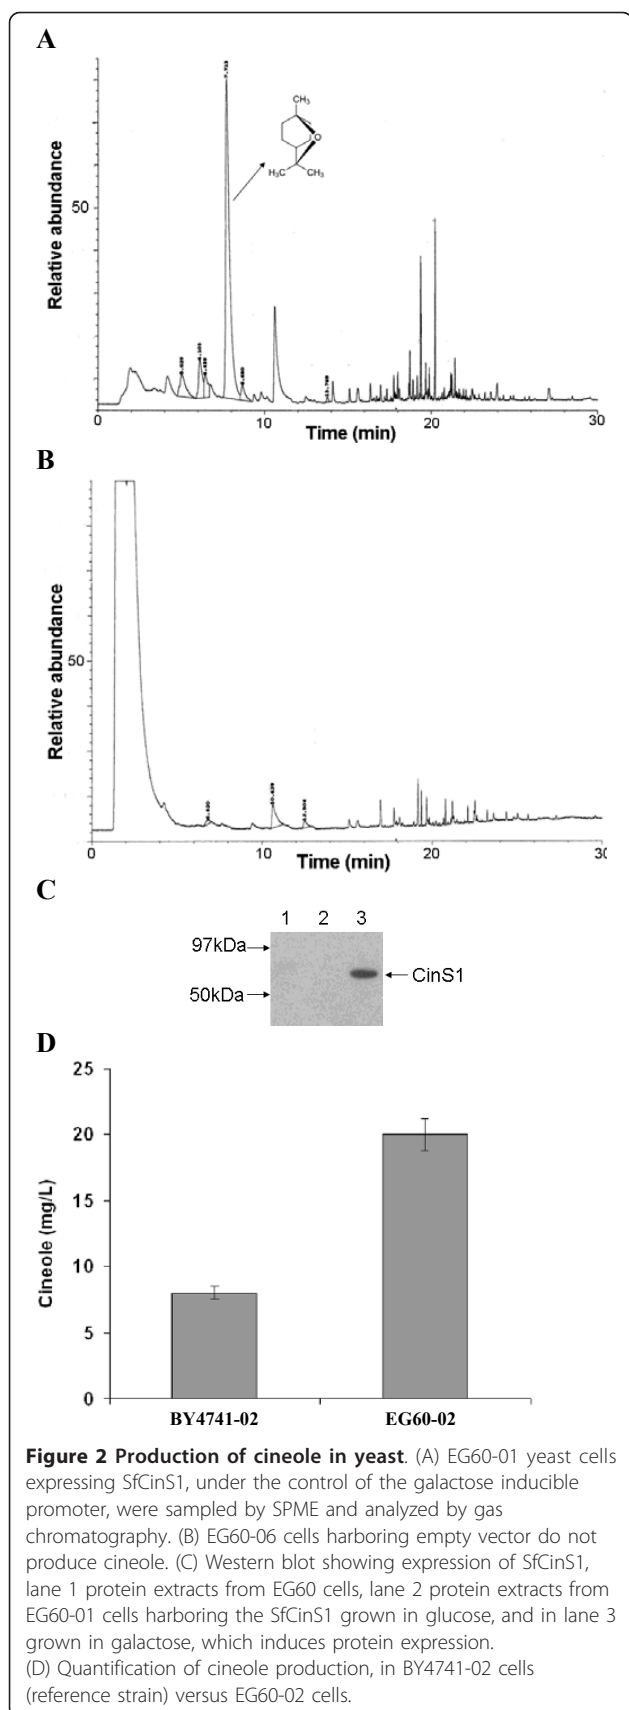 A
Relative abundance
50
CH₃
O
H₃C
CH₃
0
10
20
30
Time (min)
B
Relative abundance
50
0
10
20
30
Time (min)
C
1 2 3
97kDa
CinS1
50kDa
D
Cineole (mg/L)
25
20
15
10
5
0
BY4741-02
EG60-02
Figure 2 Production of cineole in yeast. (A) EG60-01 yeast cells
expressing SfCinS1, under the control of the galactose inducible
promoter, were sampled by SPME and analyzed by gas
chromatography. (B) EG60-06 cells harboring empty vector do not
produce cineole. (C) Western blot showing expression of SfCinS1,
lane 1 protein extracts from EG60 cells, lane 2 protein extracts from
EG60-01 cells harboring the SfCinS1 grown in glucose, and in lane 3
grown in galactose, which induces protein expression.
(D) Quantification of cineole production, in BY4741-02 cells
(reference strain) versus EG60-02 cells.